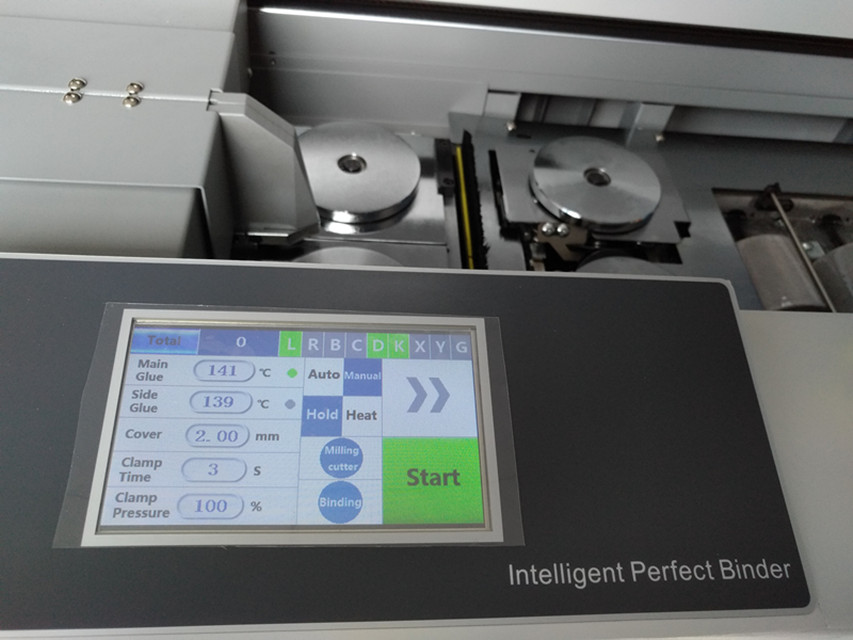 Total 0 L R B C D K X Y G
Main Glue 141 ℃ Auto Manual
Side Glue 139 ℃ Hold Heat
Cover 2.00 mm Milling cutter
Clamp Time 3 S Start
Clamp Pressure 100 % Binding
Intelligent Perfect Binder